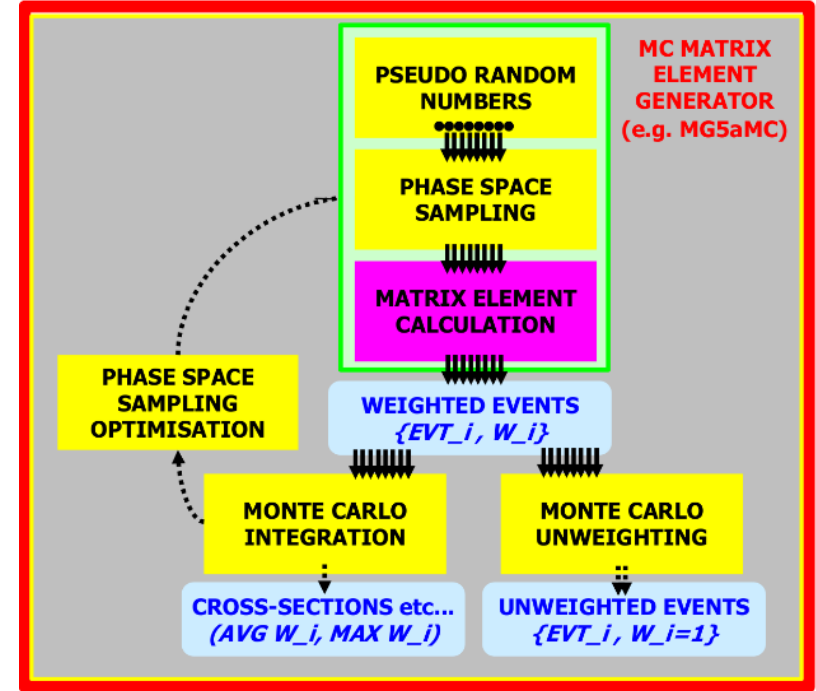 MC MATRIX
ELEMENT
GENERATOR
(e.g. MG5aMC)
PSEUDO RANDOM
NUMBERS
PHASE SPACE
SAMPLING
MATRIX ELEMENT
CALCULATION
PHASE SPACE
SAMPLING
OPTIMISATION
WEIGHTED EVENTS
{EVT_i , W_i}
MONTE CARLO
INTEGRATION
MONTE CARLO
UNWEIGHTING
CROSS-SECTIONS etc...
(AVG W_i, MAX W_i)
UNWEIGHTED EVENTS
{EVT_i , W_i=1}